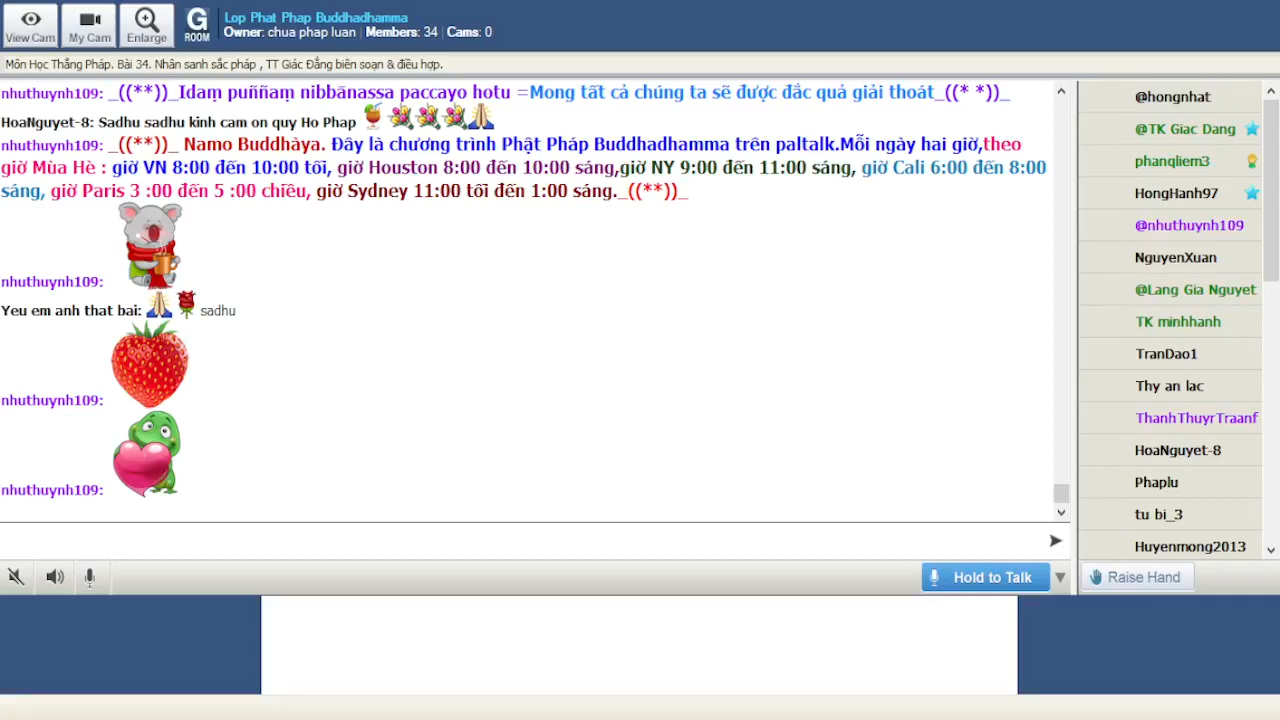 View Cam
My Cam
Enlarge
G
ROOM
Lop Phat Phap Buddhadhamma
Owner: chua phap luan | Members: 34 | Cams: 0
Môn Học Thắng Pháp. Bài 34. Nhân sanh sắc pháp , TT Giác Đẳng biên soạn & điều hợp.
nhuthuynh109: _((**))_Idaṃ puññaṃ nibbānassa paccayo hotu =Mong tất cả chúng ta sẽ được đắc quả giải thoát_((* *))_
HoaNguyet-8: Sadhu sadhu kinh cam on quy Ho Phap
nhuthuynh109: _((**))_ Namo Buddhàya. Đây là chương trình Phật Pháp Buddhadhamma trên paltalk.Mỗi ngày hai giờ,theo
giờ Mùa Hè : giờ VN 8:00 đến 10:00 tối, giờ Houston 8:00 đến 10:00 sáng,giờ NY 9:00 đến 11:00 sáng, giờ Cali 6:00 đến 8:00
sáng, giờ Paris 3 :00 đến 5 :00 chiều, giờ Sydney 11:00 tối đến 1:00 sáng._((**))_
nhuthuynh109:
Yeu em anh that bai: sadhu
nhuthuynh109:
nhuthuynh109:
Hold to Talk
@hongnhat
@TK Giac Dang
phanqliem3
HongHanh97
@nhuthuynh109
NguyenXuan
@Lang Gia Nguyet
TK minhhanh
TranDao1
Thy an lac
ThanhThuyrTraanf
HoaNguyet-8
Phaplu
tu bi_3
Huyenmong2013
Raise Hand